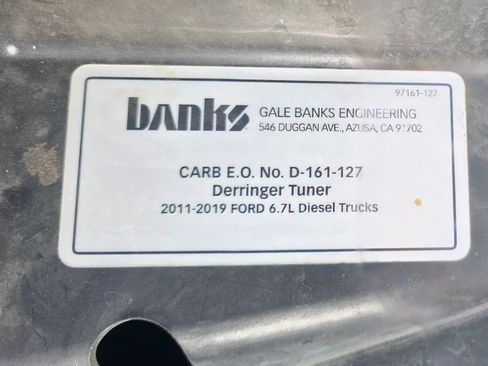 97161-127
banks GALE BANKS ENGINEERING
546 DUGGAN AVE., AZUSA, CA 91702
CARB E.O. No. D-161-127
Derringer Tuner
2011-2019 FORD 6.7L Diesel Trucks